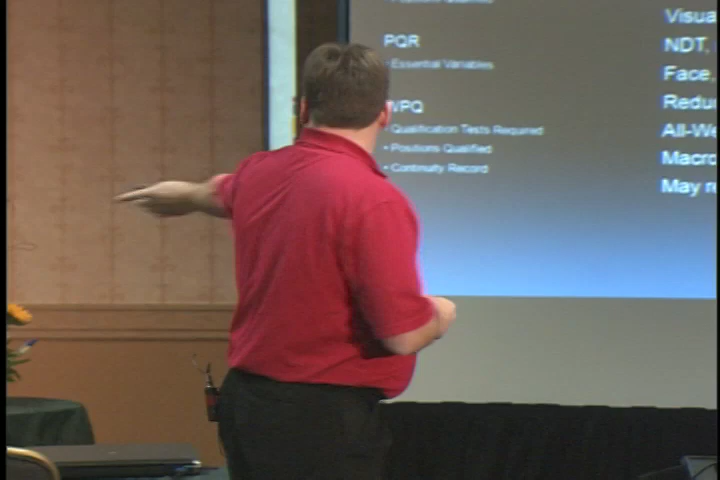 PQR
• Essential Variables
WPQ
• Qualification Tests Required
• Positions Qualified
• Continuity Record
Visua
NDT,
Face,
Redu
All-We
Macro
May re